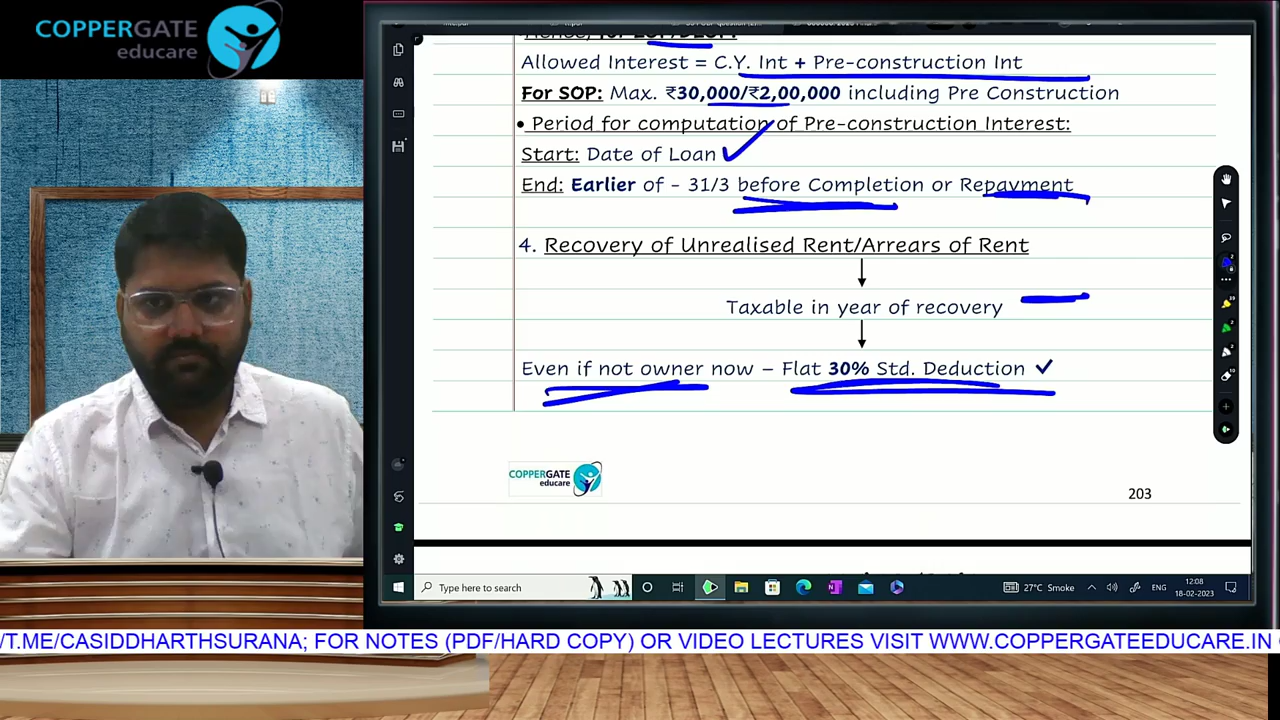 COPPERGATE
educare
Allowed Interest = C.Y. Int + Pre-construction Int
For SOP: Max. ₹30,000/₹2,00,000 including Pre Construction
• Period for computation of Pre-construction Interest:
Start: Date of Loan
End: Earlier of - 31/3 before Completion or Repayment
4. Recovery of Unrealised Rent/Arrears of Rent
Taxable in year of recovery
Even if not owner now – Flat 30% Std. Deduction ✓
COPPERGATE
educare
203
Type here to search
27°C Smoke
ENG
12:08
18-02-2023
/T.ME/CASIDDHARTHSURANA; FOR NOTES (PDF/HARD COPY) OR VIDEO LECTURES VISIT WWW.COPPERGATEEDUCARE.IN